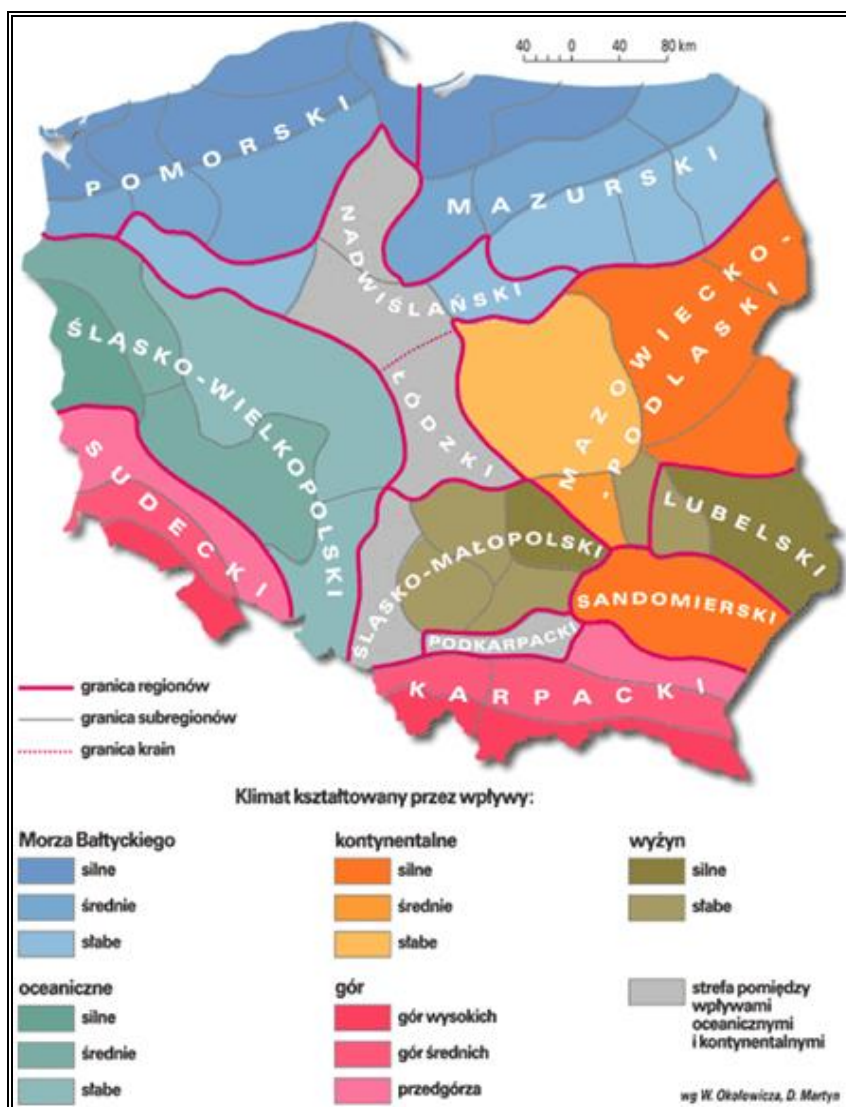 40 0 40 80 km
POMORSKI
MAZURSKI
NADWIŚLAŃSKI
MAZOWIECKO-
-PODLASKI
ŚLĄSKO-WIELKOPOLSKI
ŁÓDZKI
SUDECKI
LUBELSKI
ŚLĄSKO-MAŁOPOLSKI
SANDOMIERSKI
PODKARPACKI
KARPACKI
granica regionów
granica subregionów
granica krain
Klimat kształtowany przez wpływy:
Morza Bałtyckiego
silne
średnie
słabe
kontynentalne
silne
średnie
słabe
wyżyn
silne
słabe
oceaniczne
silne
średnie
słabe
gór
gór wysokich
gór średnich
przedgórza
strefa pomiędzy
wpływami
oceanicznymi
i kontynentalnymi
wg W. Okołowicza, D. Martyn